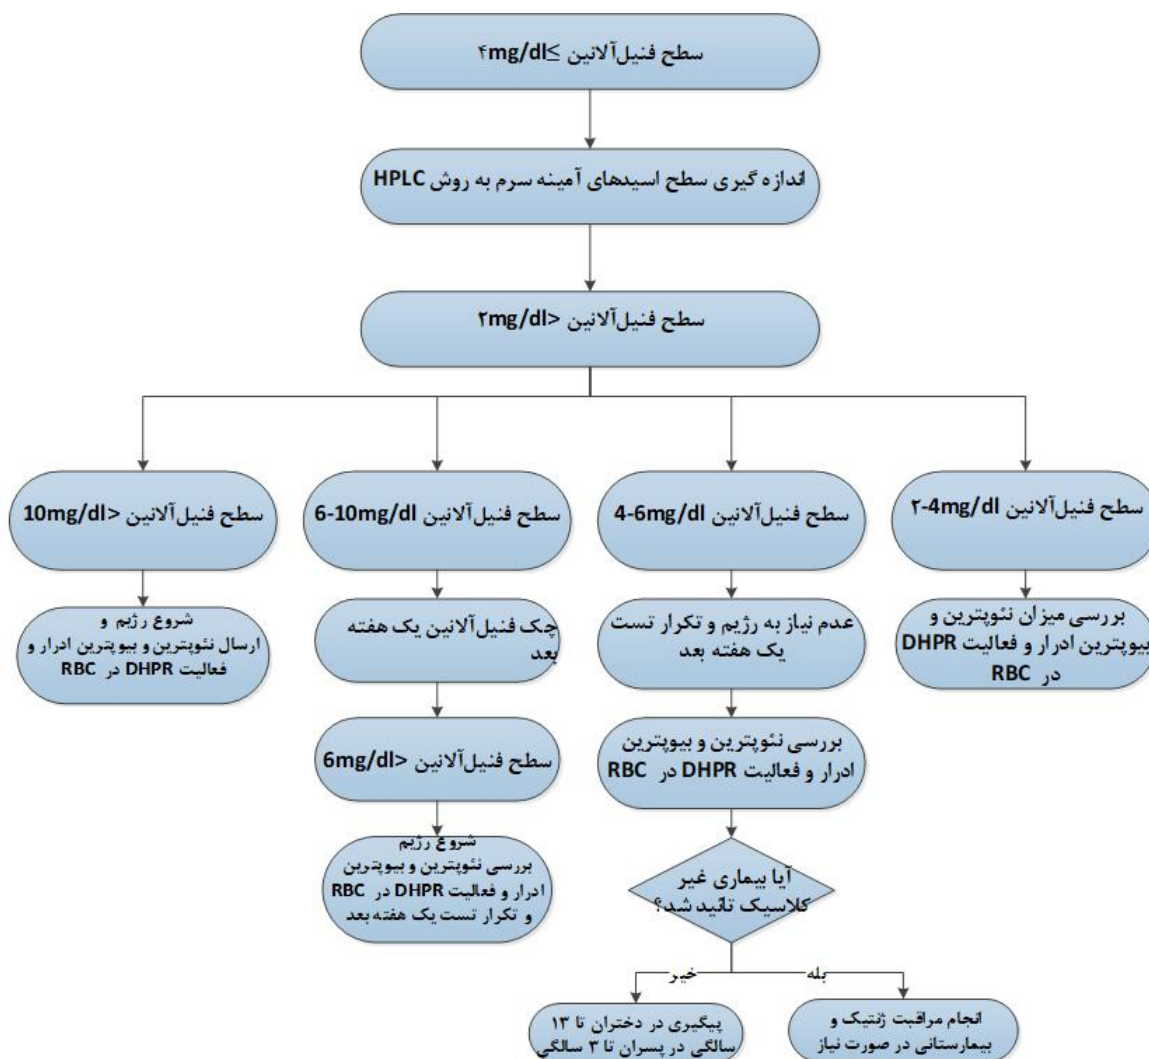 سطح فنیل‌آلانین ≥۴mg/dl
اندازه گیری سطح اسیدهای آمینه سرم به روش HPLC
سطح فنیل‌آلانین >۲mg/dl
سطح فنیل‌آلانین ۲-4mg/dl
سطح فنیل‌آلانین 4-6mg/dl
سطح فنیل‌آلانین 6-10mg/dl
سطح فنیل‌آلانین >10mg/dl
بررسی میزان نئوپترین و
بیوپترین ادرار و فعالیت DHPR
در RBC
عدم نیاز به رژیم و تکرار تست
یک هفته بعد
چک فنیل‌آلانین یک هفته
بعد
شروع رژیم و
ارسال نئوپترین و بیوپترین ادرار و
فعالیت DHPR در RBC
بررسی نئوپترین و بیوپترین
ادرار و فعالیت DHPR در RBC
سطح فنیل‌آلانین >6mg/dl
شروع رژیم
بررسی نئوپترین و بیوپترین
ادرار و فعالیت DHPR در RBC
و تکرار تست یک هفته بعد
آیا بیماری غیر
کلاسیک تائید شد؟
بله
خیر
انجام مراقبت ژنتیک و
بیمارستانی در صورت نیاز
پیگیری در دختران تا ۱۳
سالگی در پسران تا ۳ سالگی